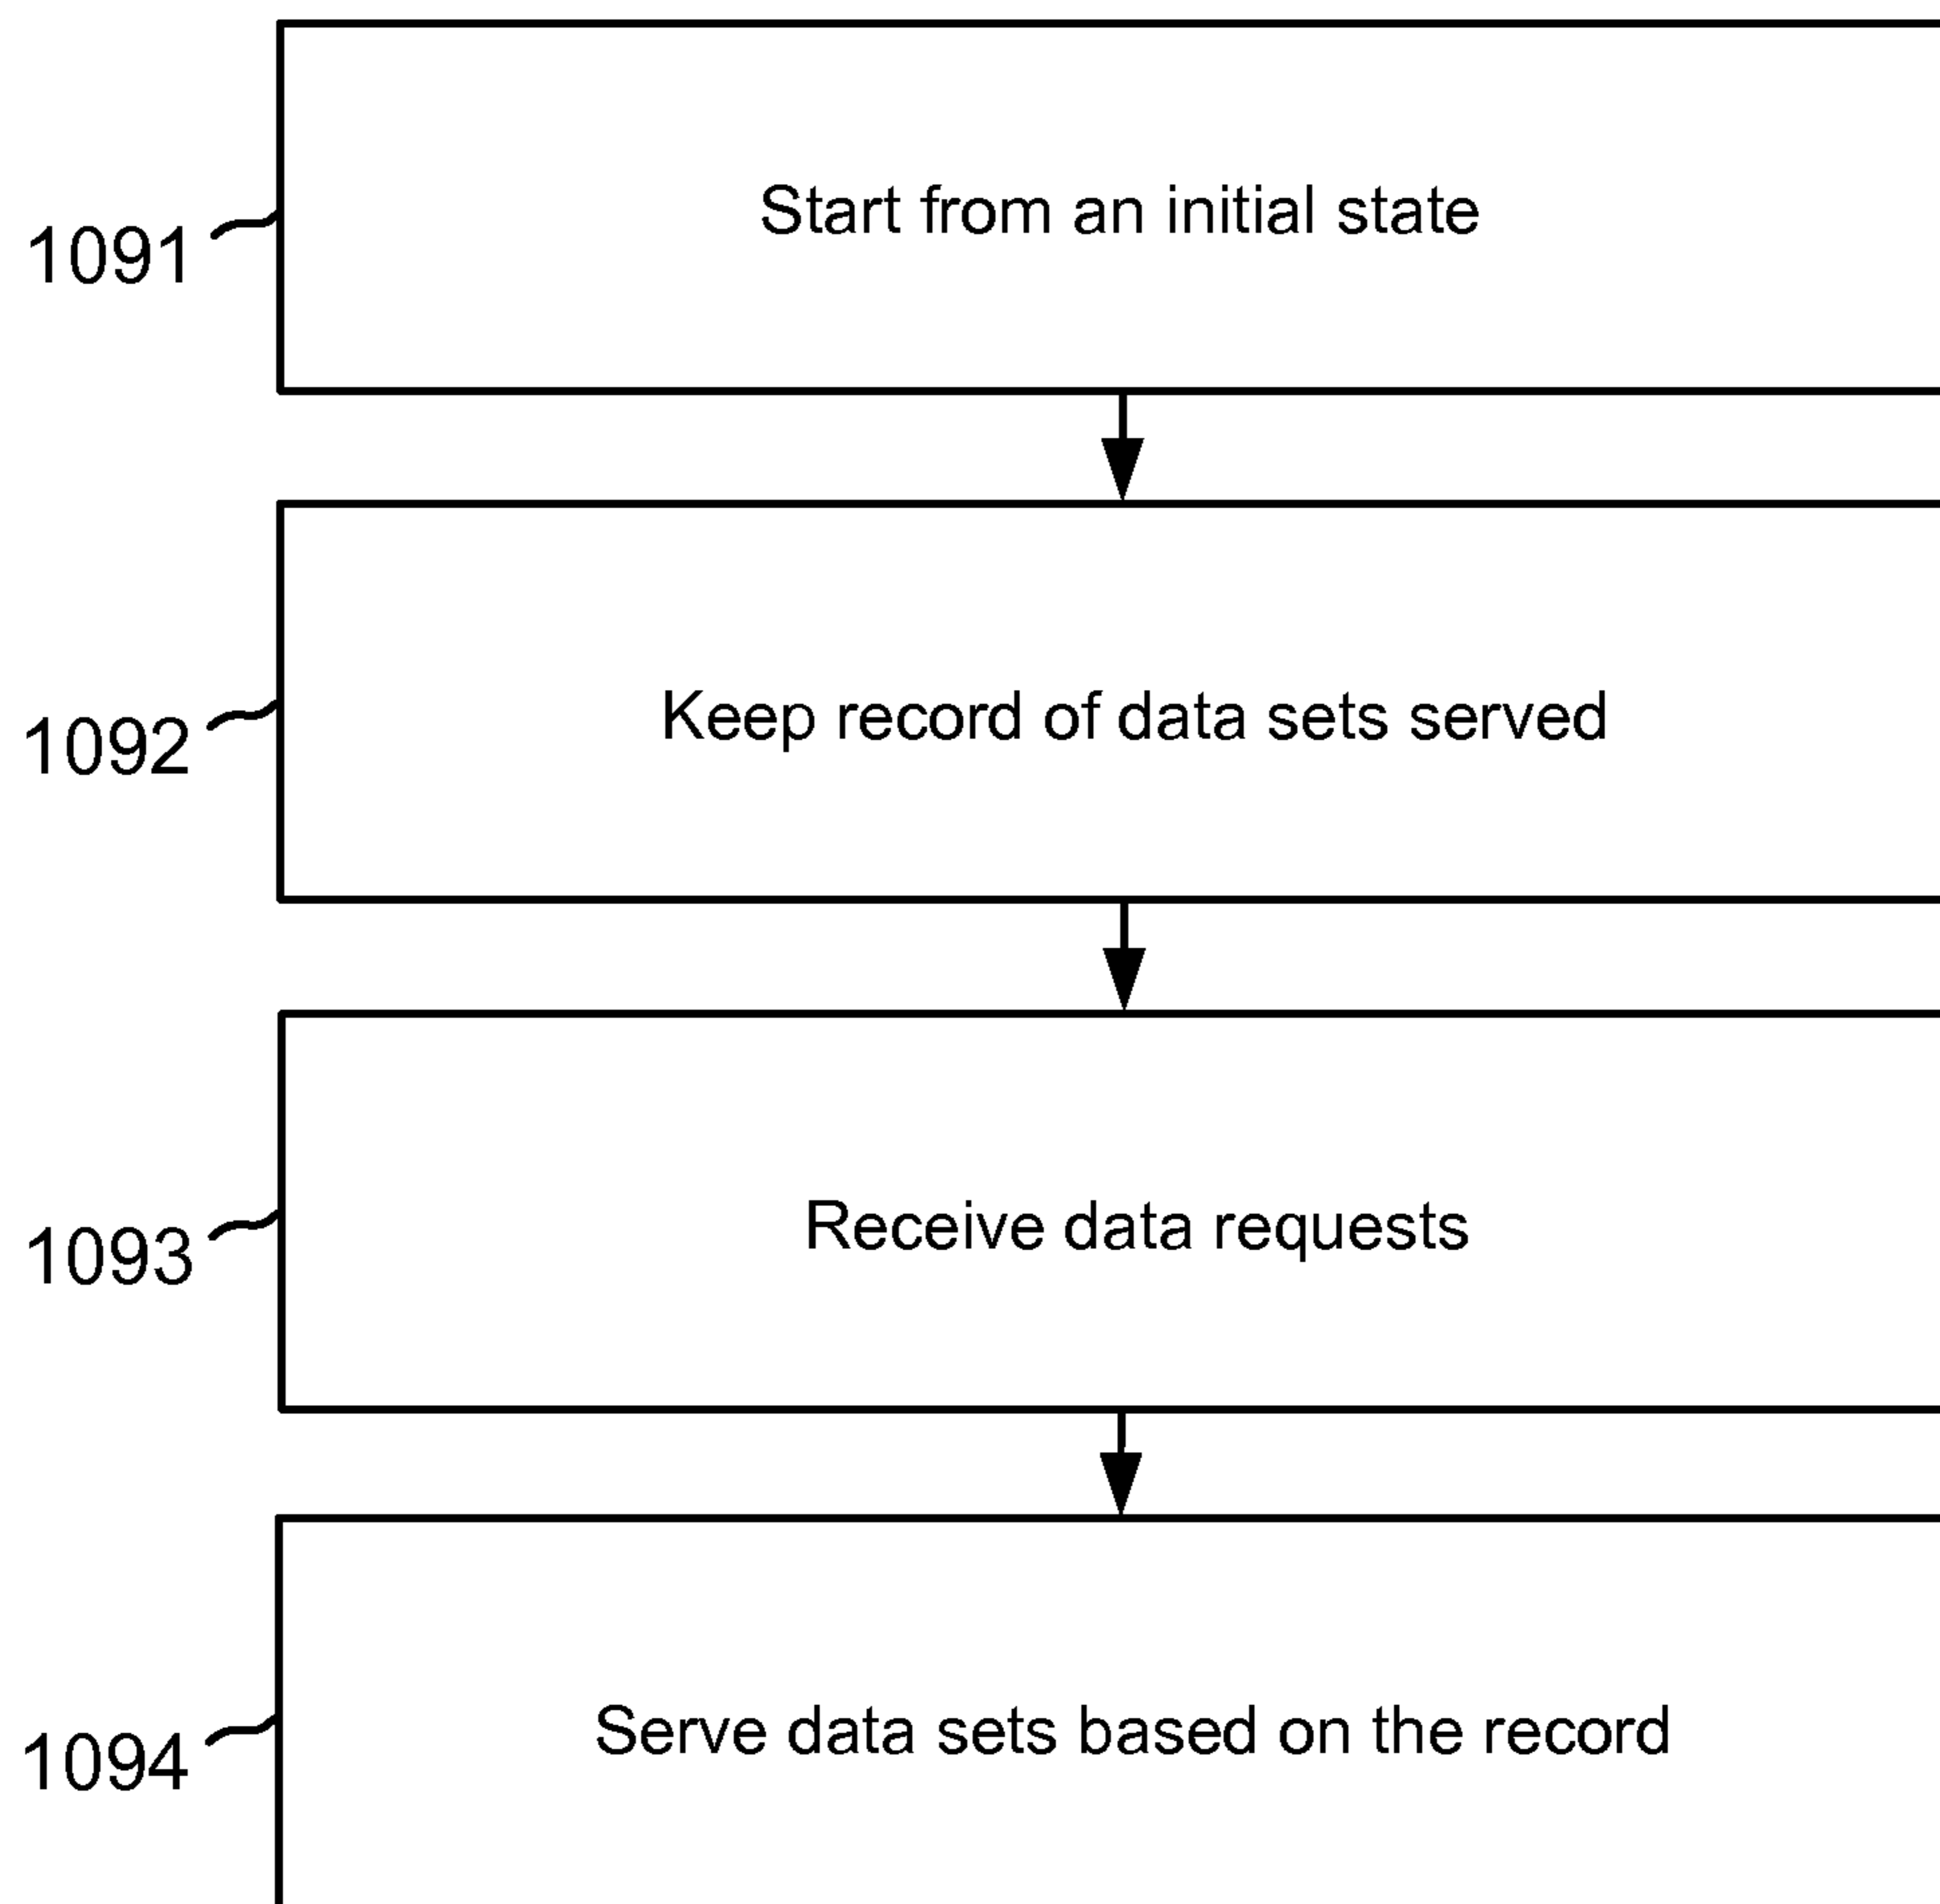 Start from an initial state
1091
Keep record of data sets served
1092
Receive data requests
1093
Serve data sets based on the record
1094